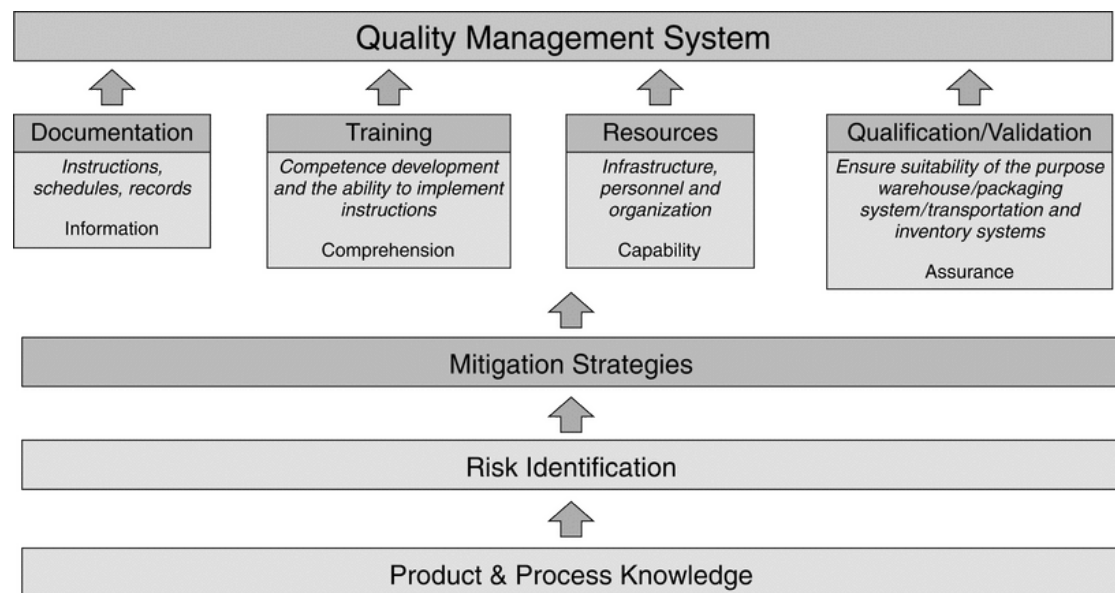 Quality Management System
Documentation
Instructions,
schedules, records
Information
Training
Competence development
and the ability to implement
instructions
Comprehension
Resources
Infrastructure,
personnel and
organization
Capability
Qualification/Validation
Ensure suitability of the purpose
warehouse/packaging
system/transportation and
inventory systems
Assurance
Mitigation Strategies
Risk Identification
Product & Process Knowledge